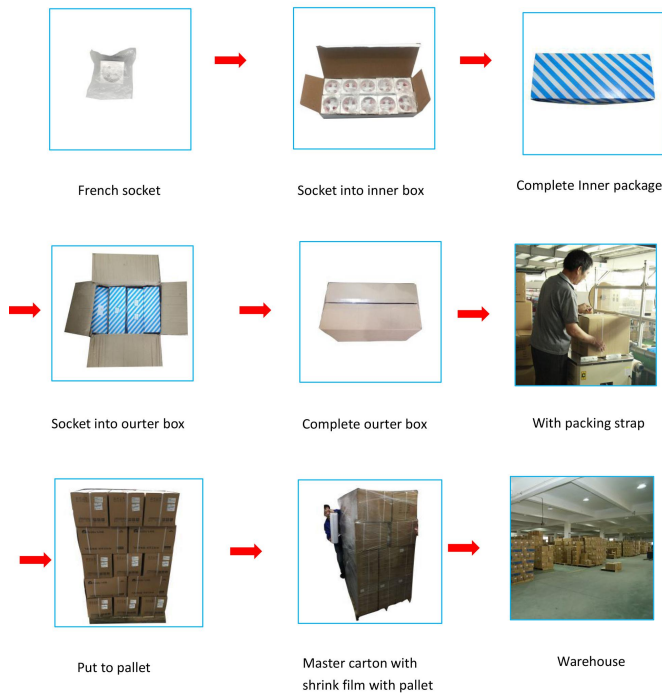 French socket
Socket into inner box
Complete Inner package
Socket into ourter box
Complete ourter box
With packing strap
Put to pallet
Master carton with
shrink film with pallet
Warehouse